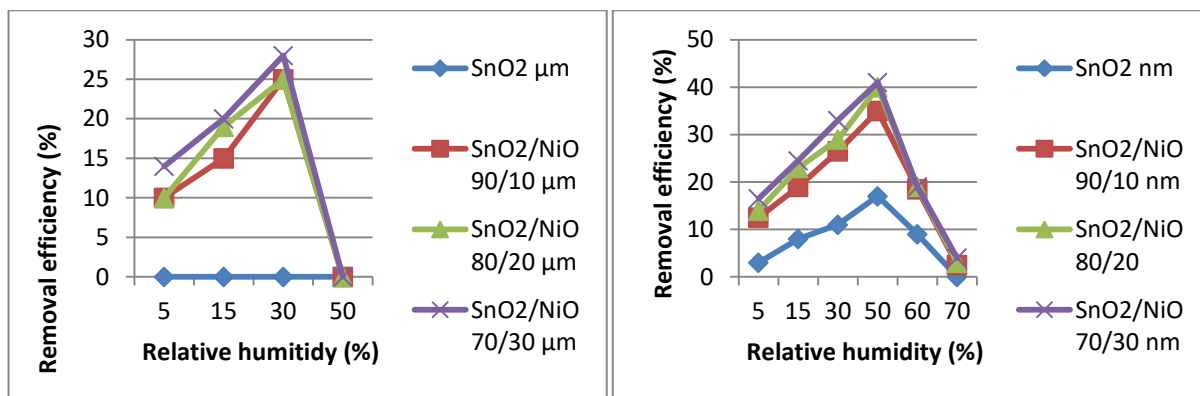 Removal efficiency (%)
30
25
20
15
10
5
0
5 15 30 50
Relative humitidy (%)
SnO2 µm
SnO2/NiO
90/10 µm
SnO2/NiO
80/20 µm
SnO2/NiO
70/30 µm
Removal efficiency (%)
50
40
30
20
10
0
5 15 30 50 60 70
Relative humidity (%)
SnO2 nm
SnO2/NiO
90/10 nm
SnO2/NiO
80/20
SnO2/NiO
70/30 nm